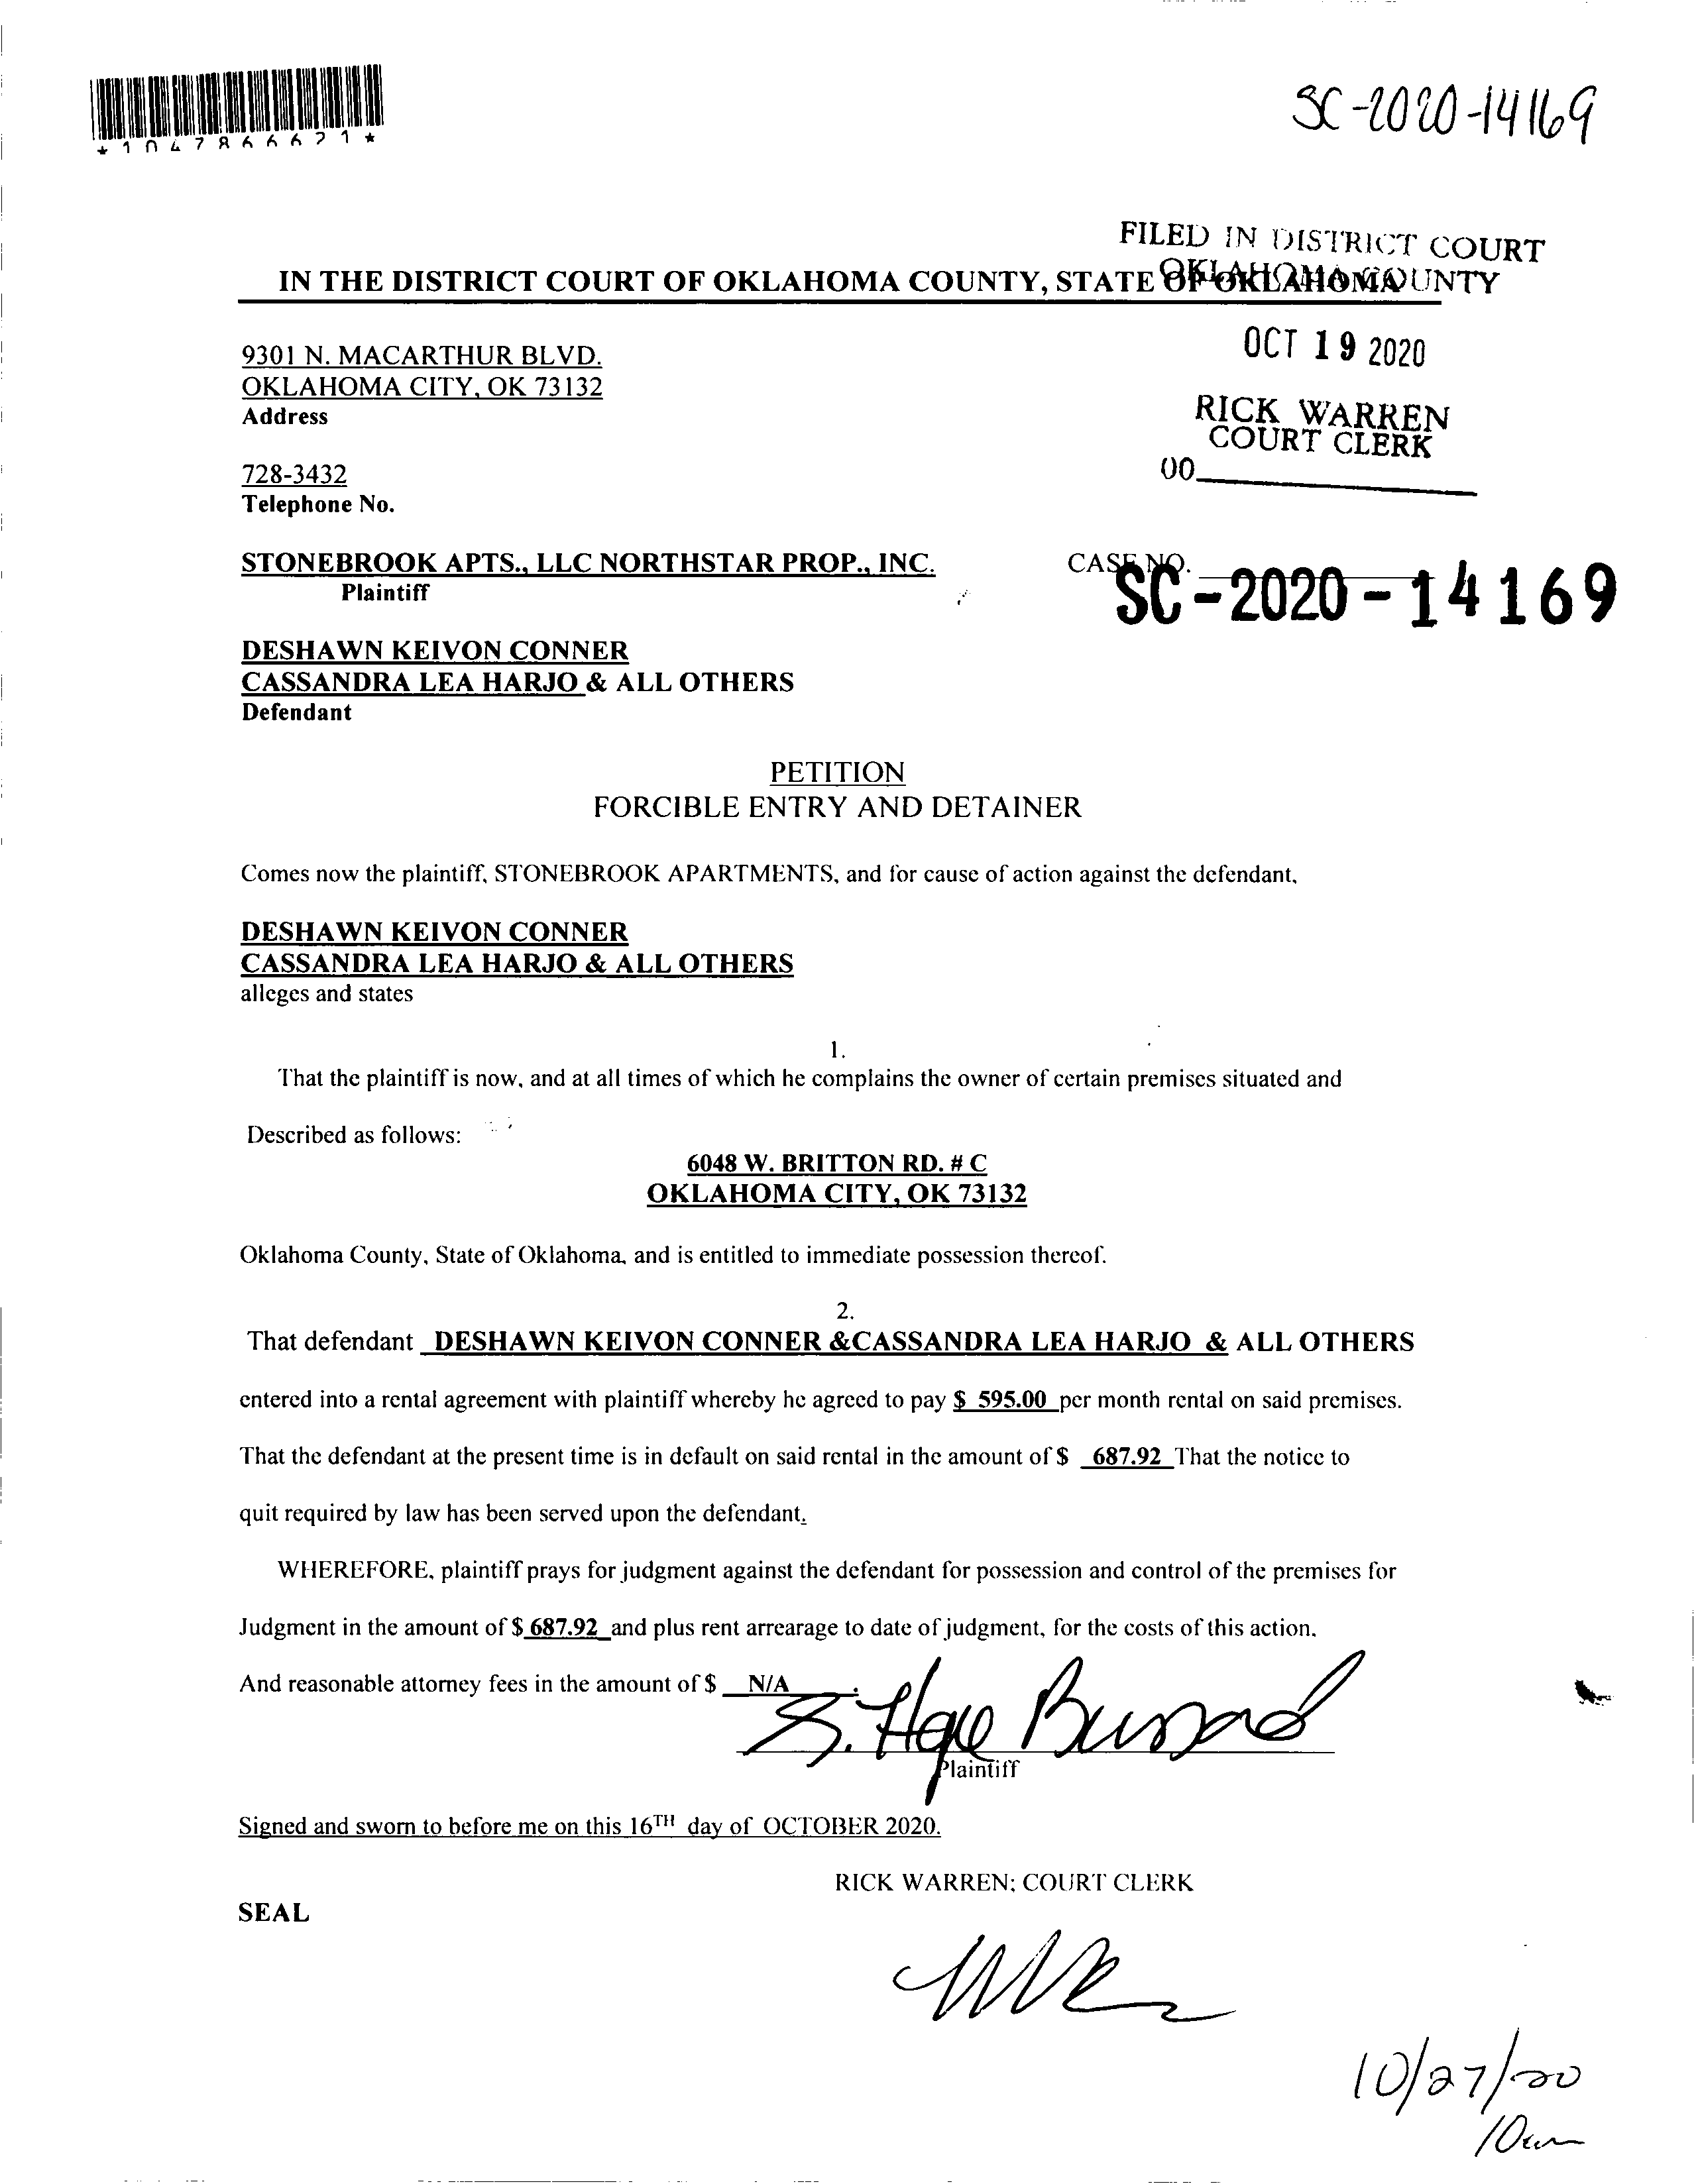 *1047866671*
SC-2020-14169
FILED IN DISTRICT COURT
OKLAHOMA COUNTY
IN THE DISTRICT COURT OF OKLAHOMA COUNTY, STATE OF OKLAHOMA
OCT 19 2020
9301 N. MACARTHUR BLVD.
OKLAHOMA CITY, OK 73132
Address
RICK WARREN
COURT CLERK
728-3432
Telephone No.
STONEBROOK APTS., LLC NORTHSTAR PROP., INC.
Plaintiff
CASE NO.
SC-2020-14169
DESHAWN KEIVON CONNER
CASSANDRA LEA HARJO & ALL OTHERS
Defendant
PETITION
FORCIBLE ENTRY AND DETAINER
Comes now the plaintiff, STONEBROOK APARTMENTS, and for cause of action against the defendant,
DESHAWN KEIVON CONNER
CASSANDRA LEA HARJO & ALL OTHERS
alleges and states
1.
That the plaintiff is now, and at all times of which he complains the owner of certain premises situated and
Described as follows:
6048 W. BRITTON RD. # C
OKLAHOMA CITY, OK 73132
Oklahoma County, State of Oklahoma, and is entitled to immediate possession thereof.
2.
That defendant DESHAWN KEIVON CONNER &CASSANDRA LEA HARJO & ALL OTHERS
entered into a rental agreement with plaintiff whereby he agreed to pay $ 595.00 per month rental on said premises.
That the defendant at the present time is in default on said rental in the amount of $ 687.92 That the notice to
quit required by law has been served upon the defendant.
WHEREFORE, plaintiff prays for judgment against the defendant for possession and control of the premises for
Judgment in the amount of $ 687.92 and plus rent arrearage to date of judgment, for the costs of this action.
And reasonable attorney fees in the amount of $ N/A .
Plaintiff
Signed and sworn to before me on this 16TH day of OCTOBER 2020.
RICK WARREN; COURT CLERK
SEAL
10/27/20